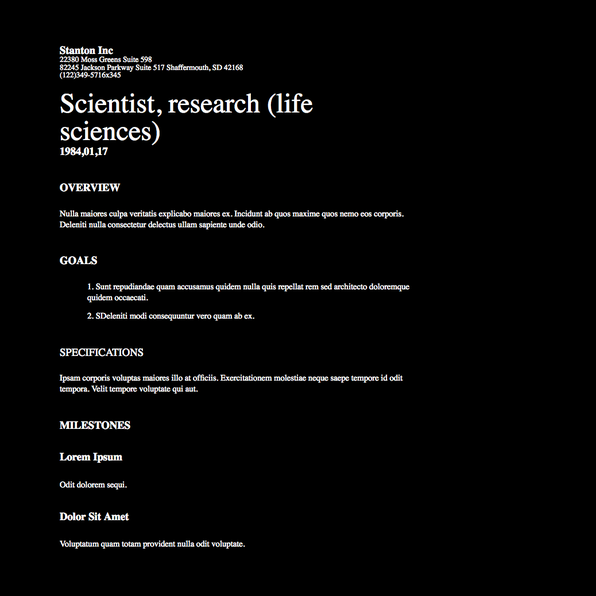 Stanton Inc
22380 Moss Greens Suite 598
82245 Jackson Parkway Suite 517 Shaffermouth, SD 42168
(122)349-5716x345
Scientist, research (life
sciences)
1984,01,17
OVERVIEW
Nulla maiores culpa veritatis explicabo maiores ex. Incidunt ab quos maxime quos nemo eos corporis.
Deleniti nulla consectetur delectus ullam sapiente unde odio.
GOALS
1. Sunt repudiandae quam accusamus quidem nulla quis repellat rem sed architecto doloremque
quidem occaecati.
2. SDeleniti modi consequuntur vero quam ab ex.
SPECIFICATIONS
Ipsam corporis voluptas maiores illo at officiis. Exercitationem molestiae neque saepe tempore id odit
tempora. Velit tempore voluptate qui aut.
MILESTONES
Lorem Ipsum
Odit dolorem sequi.
Dolor Sit Amet
Voluptatum quam totam provident nulla odit voluptate.